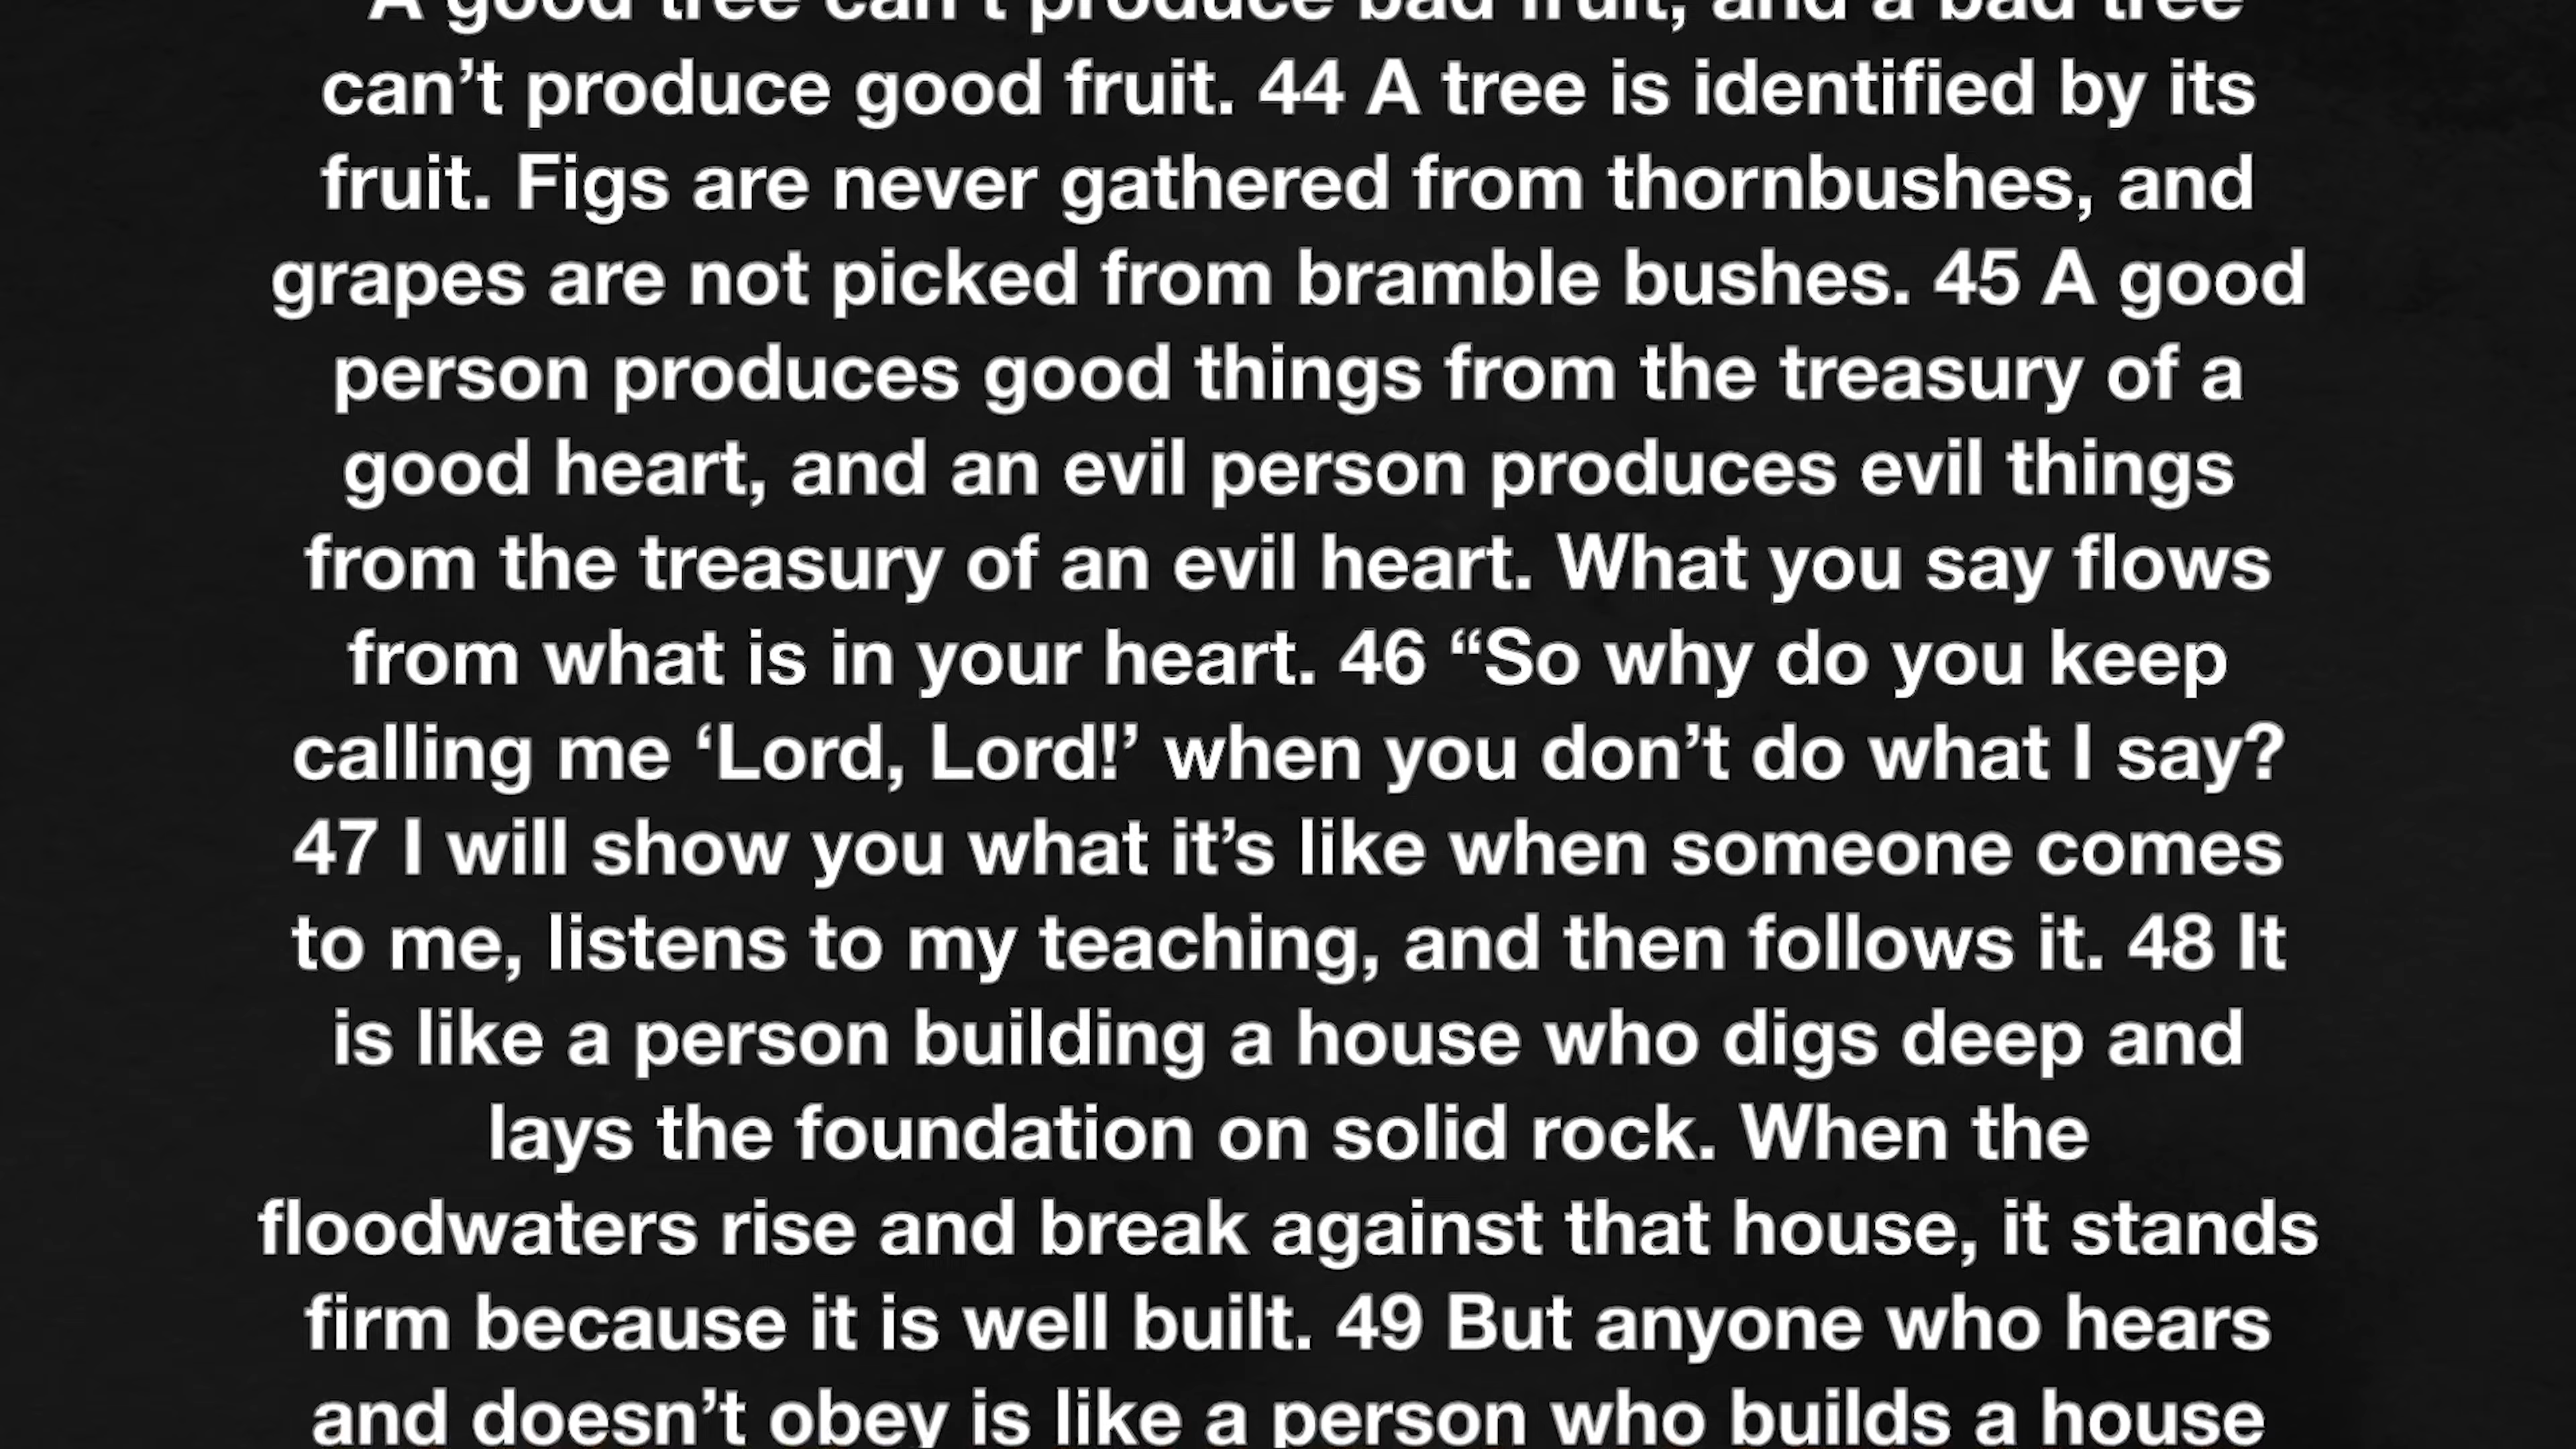 A good tree can’t produce bad fruit, and a bad tree
can’t produce good fruit. 44 A tree is identified by its
fruit. Figs are never gathered from thornbushes, and
grapes are not picked from bramble bushes. 45 A good
person produces good things from the treasury of a
good heart, and an evil person produces evil things
from the treasury of an evil heart. What you say flows
from what is in your heart. 46 “So why do you keep
calling me ‘Lord, Lord!’ when you don’t do what I say?
47 I will show you what it’s like when someone comes
to me, listens to my teaching, and then follows it. 48 It
is like a person building a house who digs deep and
lays the foundation on solid rock. When the
floodwaters rise and break against that house, it stands
firm because it is well built. 49 But anyone who hears
and doesn’t obey is like a person who builds a house